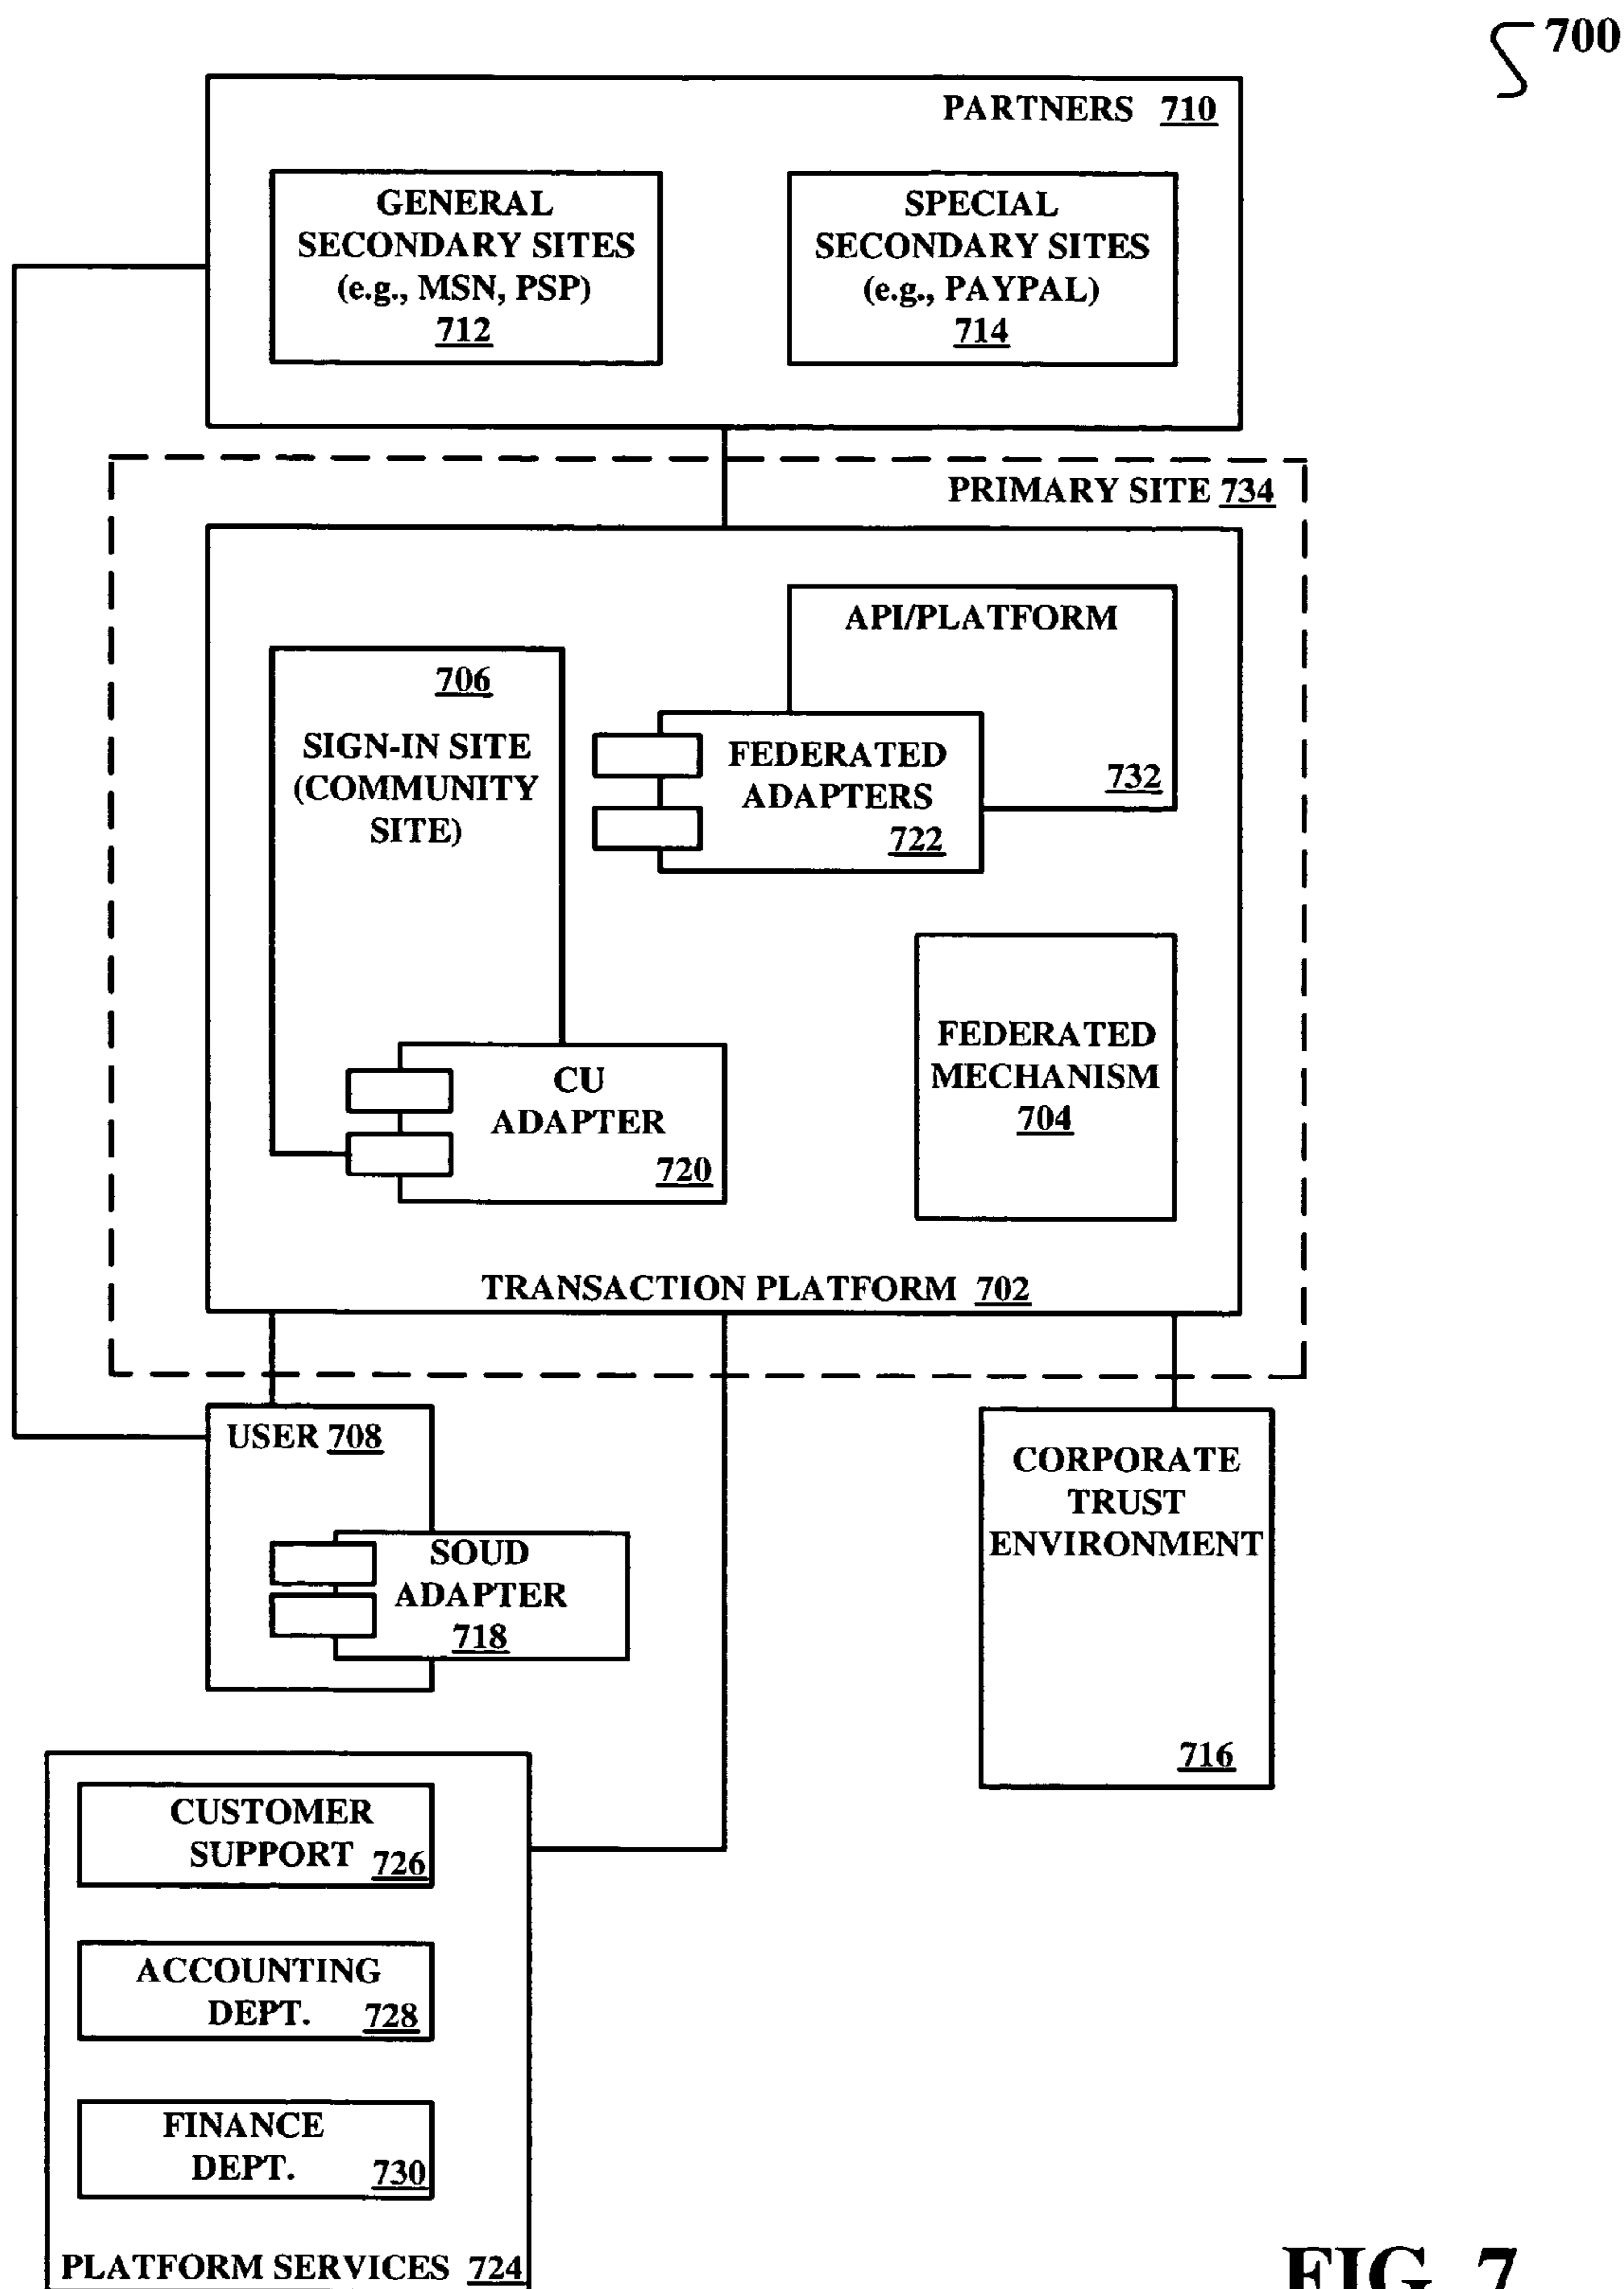 700
PARTNERS 710
GENERAL
SECONDARY SITES
(e.g., MSN, PSP)
712
SPECIAL
SECONDARY SITES
(e.g., PAYPAL)
714
PRIMARY SITE 734
API/PLATFORM
732
706
SIGN-IN SITE
(COMMUNITY
SITE)
FEDERATED
ADAPTERS
722
FEDERATED
MECHANISM
704
CU
ADAPTER
720
TRANSACTION PLATFORM 702
USER 708
SOUD
ADAPTER
718
CORPORATE
TRUST
ENVIRONMENT
716
CUSTOMER
SUPPORT 726
ACCOUNTING
DEPT. 728
FINANCE
DEPT. 730
PLATFORM SERVICES 724
FIG. 7